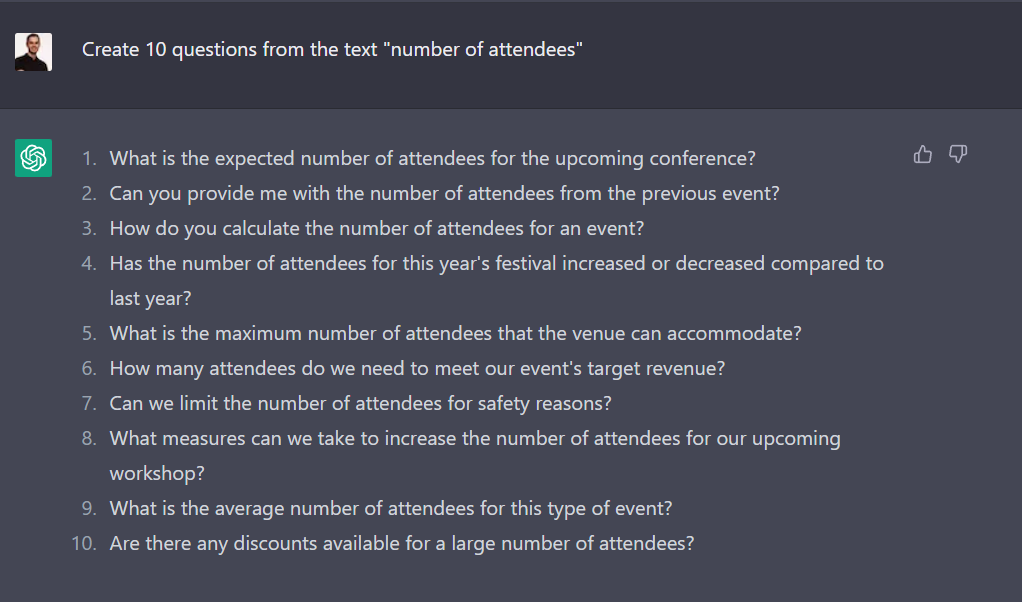 Create 10 questions from the text "number of attendees"
1. What is the expected number of attendees for the upcoming conference?
2. Can you provide me with the number of attendees from the previous event?
3. How do you calculate the number of attendees for an event?
4. Has the number of attendees for this year's festival increased or decreased compared to
last year?
5. What is the maximum number of attendees that the venue can accommodate?
6. How many attendees do we need to meet our event's target revenue?
7. Can we limit the number of attendees for safety reasons?
8. What measures can we take to increase the number of attendees for our upcoming
workshop?
9. What is the average number of attendees for this type of event?
10. Are there any discounts available for a large number of attendees?